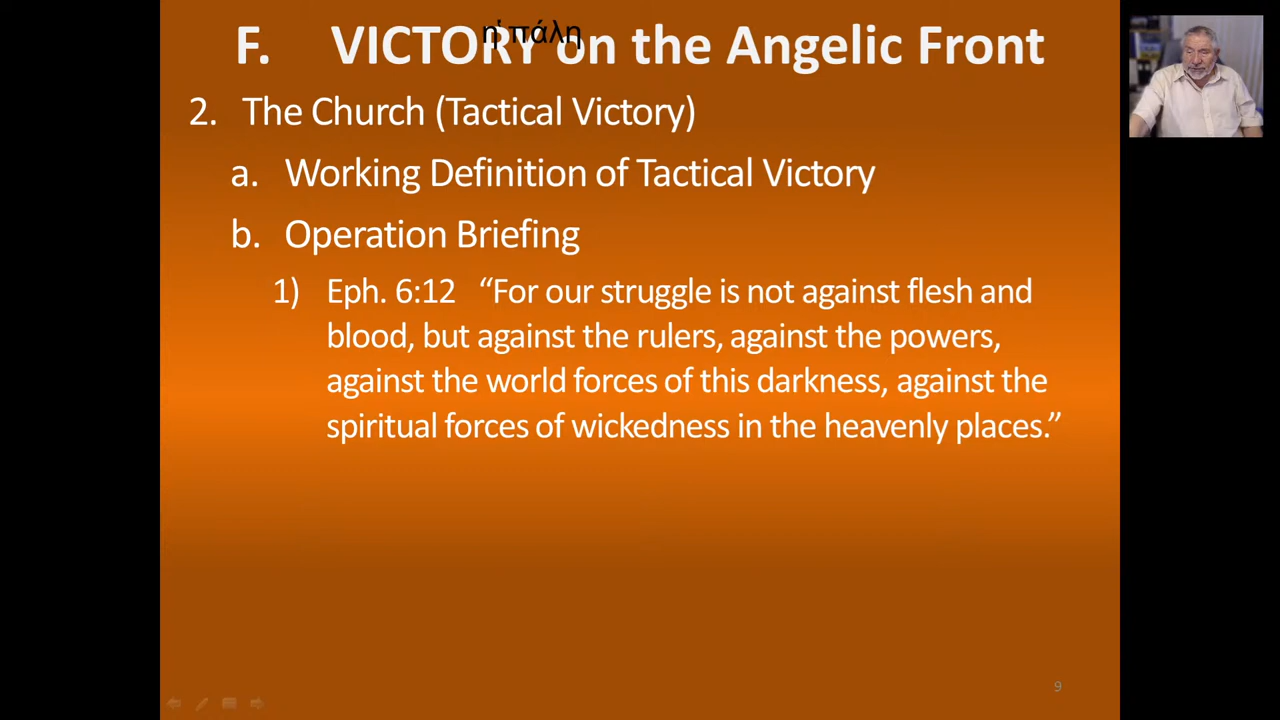 ἡ πάλη
F. VICTORY on the Angelic Front
2. The Church (Tactical Victory)
a. Working Definition of Tactical Victory
b. Operation Briefing
1) Eph. 6:12 “For our struggle is not against flesh and
blood, but against the rulers, against the powers,
against the world forces of this darkness, against the
spiritual forces of wickedness in the heavenly places.”
9